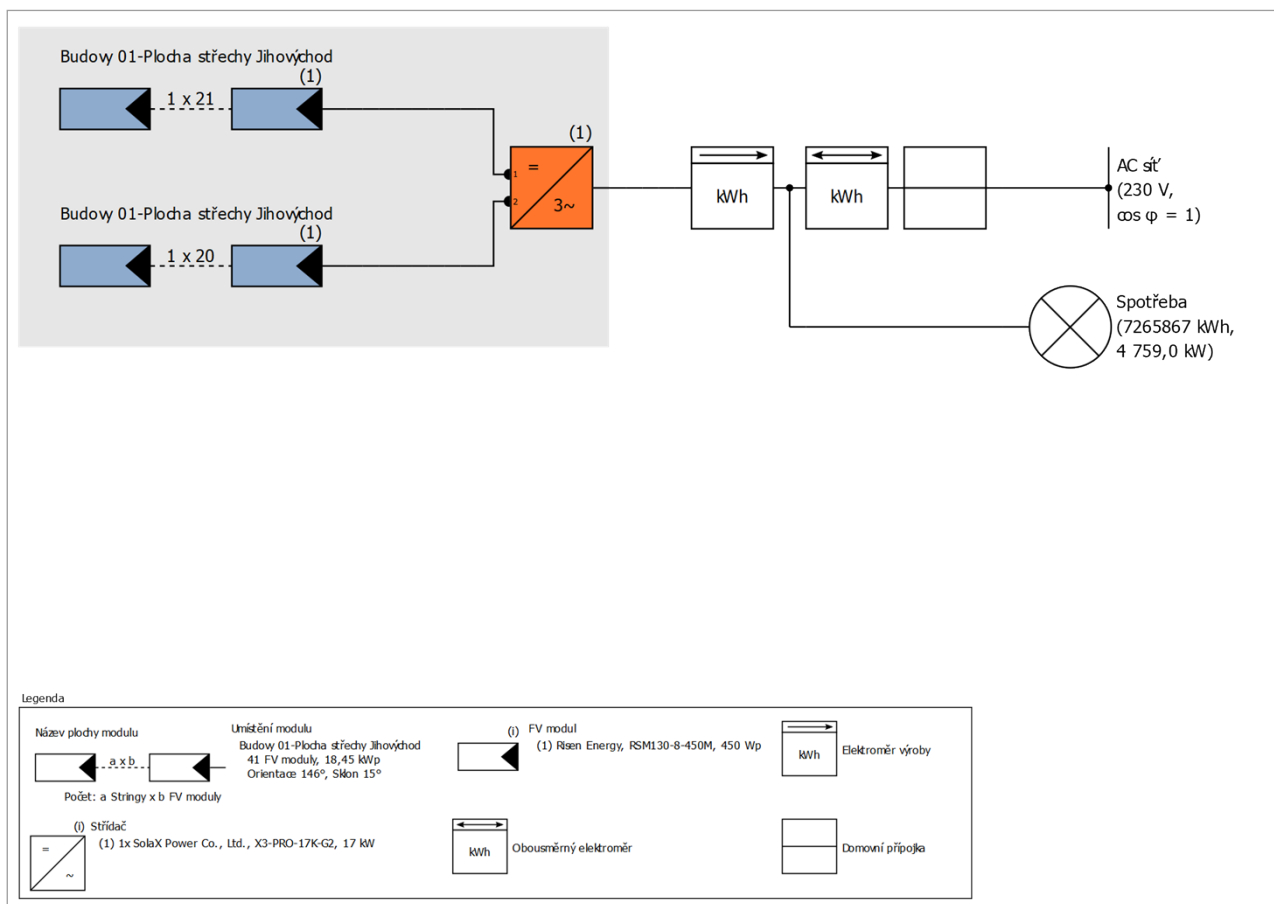 Budovy 01-Plocha střechy Jihovýchod
(1)
1 x 21
(1)
=
1
2
3~
kWh
kWh
AC síť
(230 V,
cos φ = 1)
Budovy 01-Plocha střechy Jihovýchod
(1)
1 x 20
Spotřeba
(7265867 kWh,
4 759,0 kW)
Legenda
Název plochy modulu
a x b
Počet: a Stringy x b FV moduly
Umístění modulu
Budovy 01-Plocha střechy Jihovýchod
41 FV moduly, 18,45 kWp
Orientace 146°, Sklon 15°
(i) FV modul
(1) Risen Energy, RSM130-8-450M, 450 Wp
kWh
Elektroměr výroby
(i) Střídač
=
~
(1) 1x SolaX Power Co., Ltd., X3-PRO-17K-G2, 17 kW
kWh
Obousměrný elektroměr
Domovní přípojka